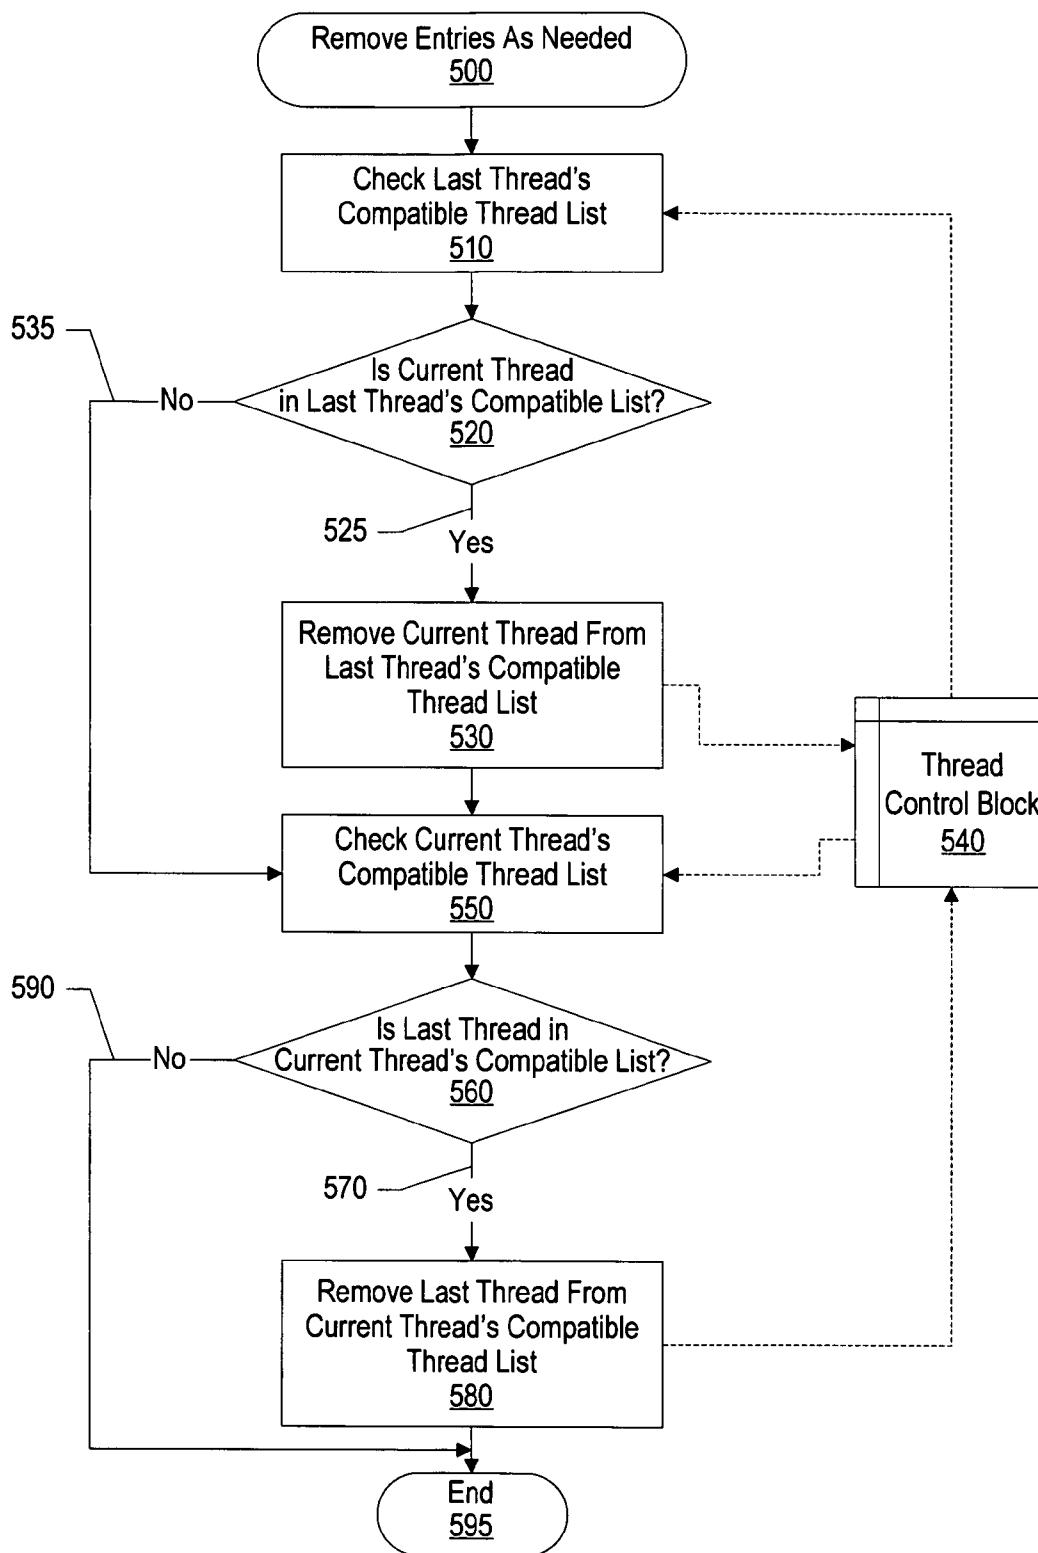 Remove Entries As Needed
500
Check Last Thread's
Compatible Thread List
510
535
Is Current Thread
in Last Thread's Compatible List?
520
No
525
Yes
Remove Current Thread From
Last Thread's Compatible
Thread List
530
Thread
Control Block
540
Check Current Thread's
Compatible Thread List
550
590
Is Last Thread in
Current Thread's Compatible List?
560
No
570
Yes
Remove Last Thread From
Current Thread's Compatible
Thread List
580
End
595